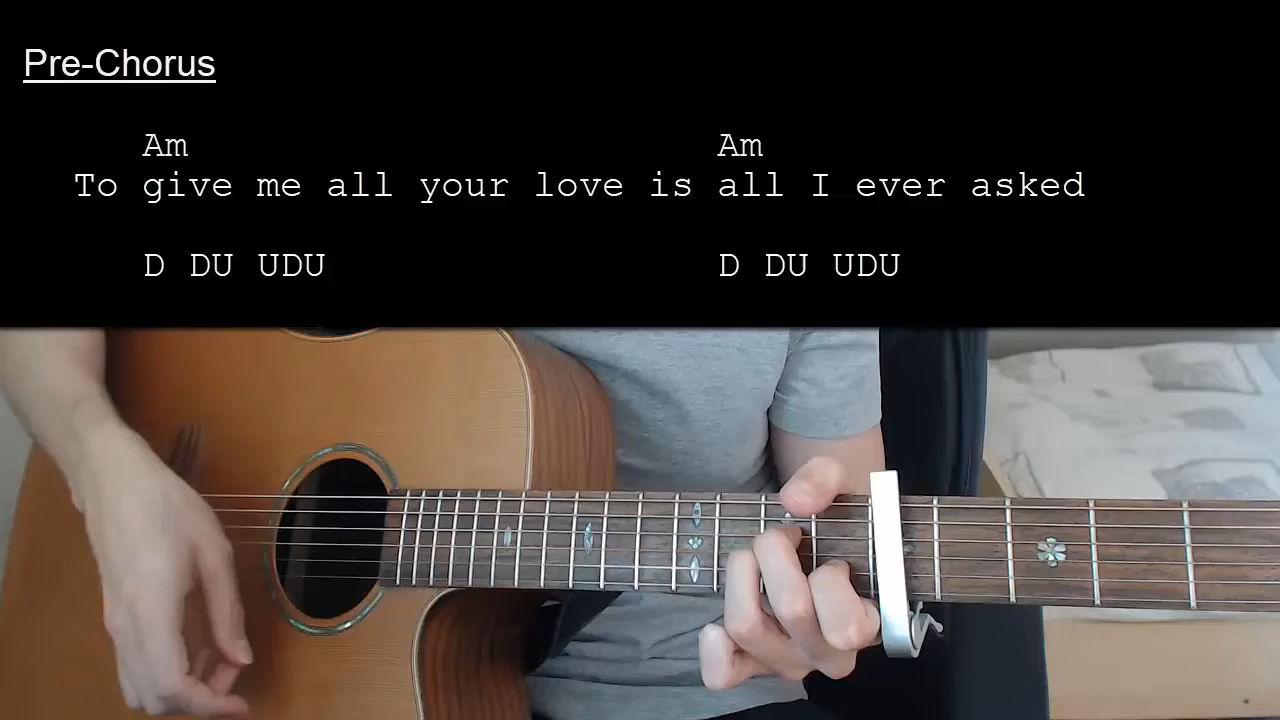 Pre-Chorus
Am Am
To give me all your love is all I ever asked
D DU UDU D DU UDU